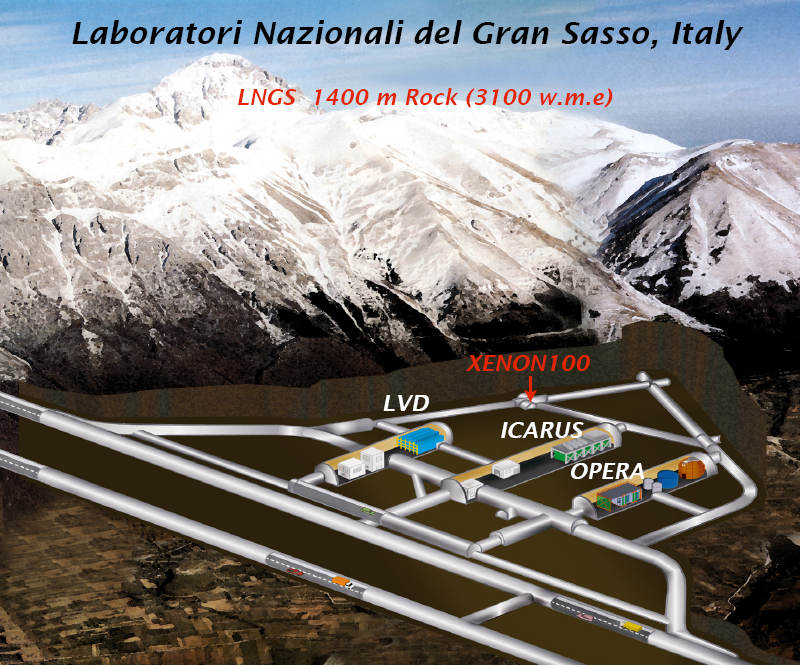 Laboratori Nazionali del Gran Sasso, Italy
LNGS 1400 m Rock (3100 w.m.e)
XENON100
LVD
ICARUS
OPERA